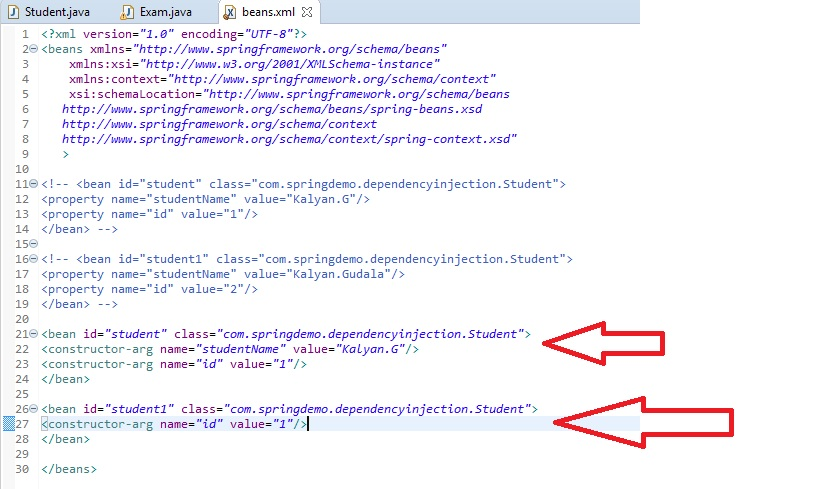 Student.java Exam.java beans.xml
1 <?xml version="1.0" encoding="UTF-8"?>
2 <beans xmlns="http://www.springframework.org/schema/beans"
3 xmlns:xsi="http://www.w3.org/2001/XMLSchema-instance"
4 xmlns:context="http://www.springframework.org/schema/context"
5 xsi:schemaLocation="http://www.springframework.org/schema/beans
6 http://www.springframework.org/schema/beans/spring-beans.xsd
7 http://www.springframework.org/schema/context
8 http://www.springframework.org/schema/context/spring-context.xsd"
9 >
10
11 <!-- <bean id="student" class="com.springdemo.dependencyinjection.Student">
12 <property name="studentName" value="Kalyan.G"/>
13 <property name="id" value="1"/>
14 </bean> -->
15
16 <!-- <bean id="student1" class="com.springdemo.dependencyinjection.Student">
17 <property name="studentName" value="Kalyan.Gudala"/>
18 <property name="id" value="2"/>
19 </bean> -->
20
21 <bean id="student" class="com.springdemo.dependencyinjection.Student">
22 <constructor-arg name="studentName" value="Kalyan.G"/>
23 <constructor-arg name="id" value="1"/>
24 </bean>
25
26 <bean id="student1" class="com.springdemo.dependencyinjection.Student">
27 <constructor-arg name="id" value="1"/>
28 </bean>
29
30 </beans>